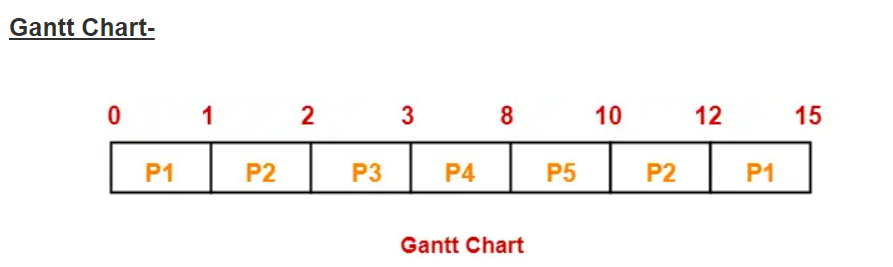 Gantt Chart-
0 1 2 3 8 10 12 15
P1 P2 P3 P4 P5 P2 P1
Gantt Chart